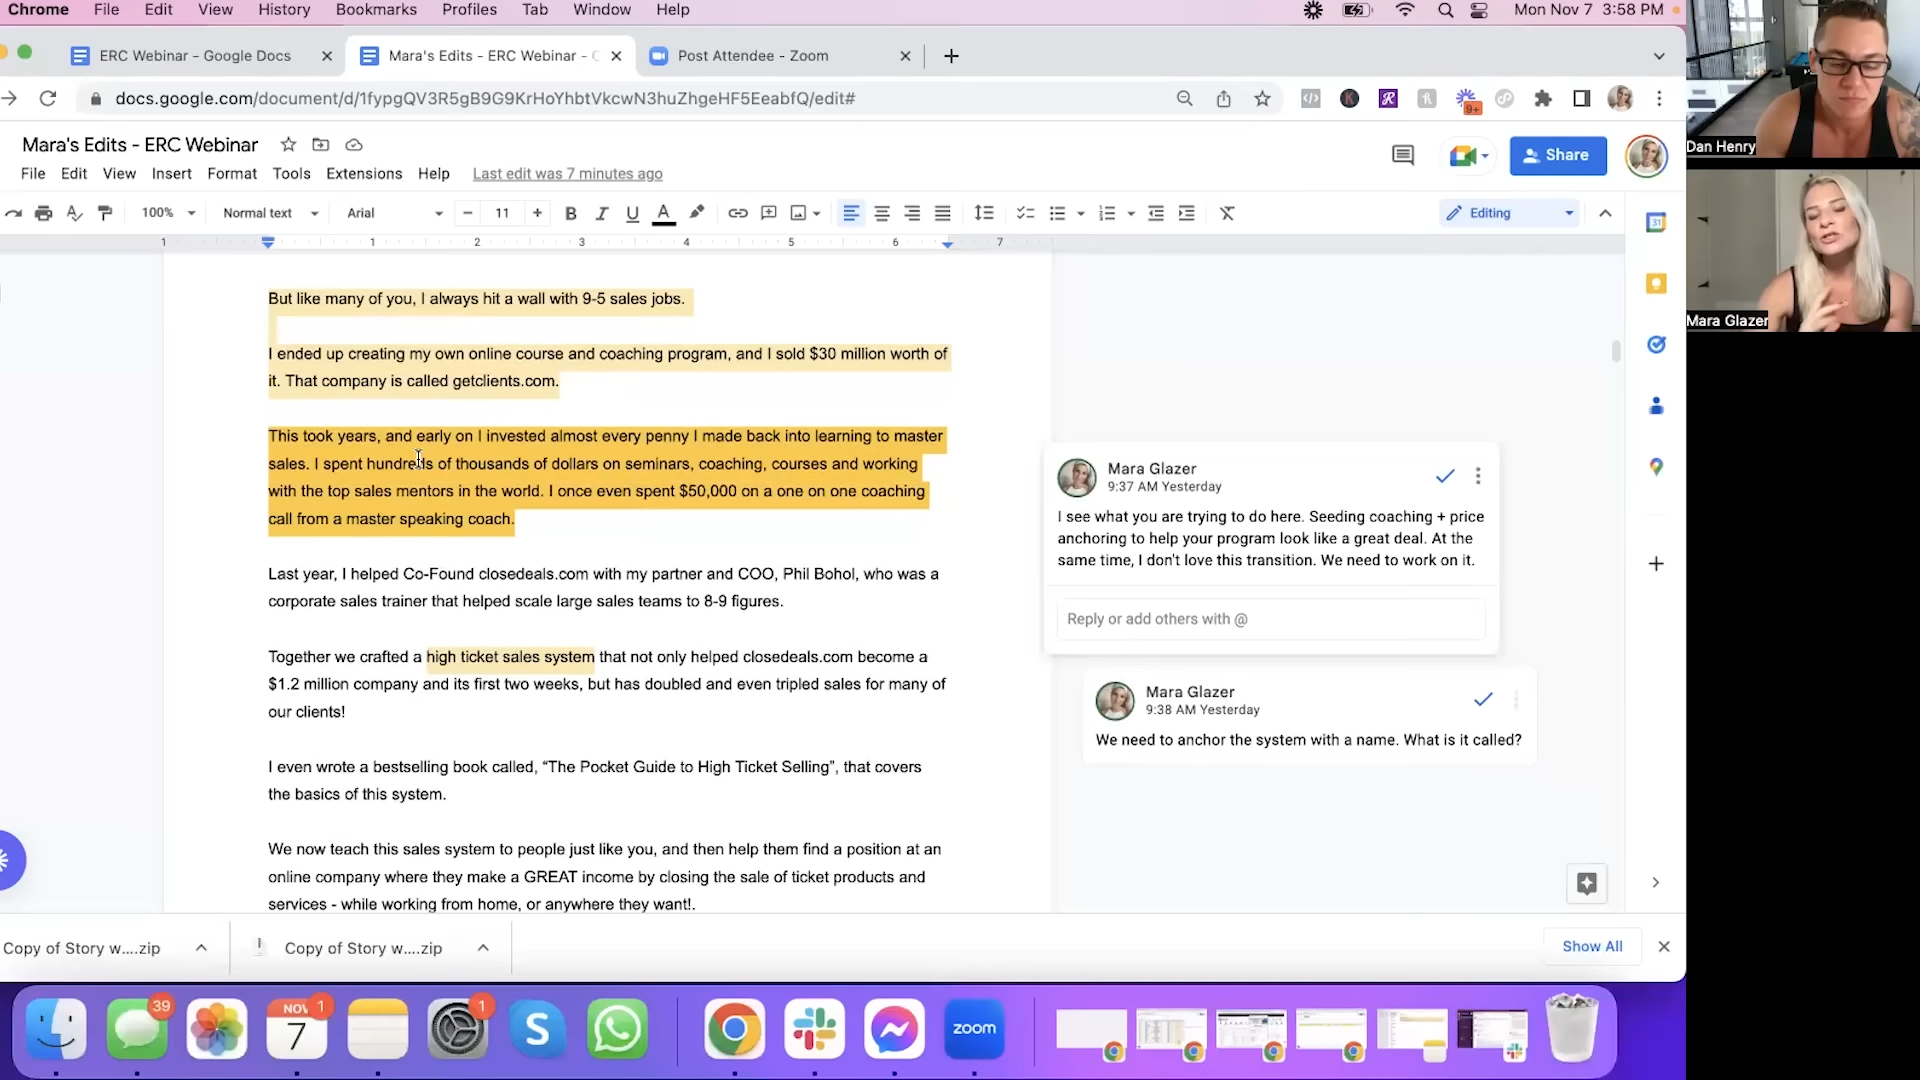 Chrome File Edit View History Bookmarks Profiles Tab Window Help Mon Nov 7 3:58 PM
ERC Webinar - Google Docs
Mara's Edits - ERC Webinar -
Post Attendee - Zoom
docs.google.com/document/d/1fypgQV3R5gB9G9KrHoYhbtVkcwN3huZhgeHF5EeabfQ/edit#
9+
Mara's Edits - ERC Webinar
File Edit View Insert Format Tools Extensions Help Last edit was 7 minutes ago
Share
100% Normal text Arial 11 Editing
1 1 2 3 4 5 6 7
But like many of you, I always hit a wall with 9-5 sales jobs.
I ended up creating my own online course and coaching program, and I sold $30 million worth of
it. That company is called getclients.com.
This took years, and early on I invested almost every penny I made back into learning to master
sales. I spent hundreds of thousands of dollars on seminars, coaching, courses and working
with the top sales mentors in the world. I once even spent $50,000 on a one on one coaching
call from a master speaking coach.
Last year, I helped Co-Found closedeals.com with my partner and COO, Phil Bohol, who was a
corporate sales trainer that helped scale large sales teams to 8-9 figures.
Together we crafted a high ticket sales system that not only helped closedeals.com become a
$1.2 million company and its first two weeks, but has doubled and even tripled sales for many of
our clients!
I even wrote a bestselling book called, “The Pocket Guide to High Ticket Selling”, that covers
the basics of this system.
We now teach this sales system to people just like you, and then help them find a position at an
online company where they make a GREAT income by closing the sale of ticket products and
services - while working from home, or anywhere they want!.
Mara Glazer
9:37 AM Yesterday
I see what you are trying to do here. Seeding coaching + price
anchoring to help your program look like a great deal. At the
same time, I don't love this transition. We need to work on it.
Reply or add others with @
Mara Glazer
9:38 AM Yesterday
We need to anchor the system with a name. What is it called?
31
Dan Henry
Mara Glazer
Copy of Story w....zip
Copy of Story w....zip
Show All
39
NOV
7
1
1
zoom